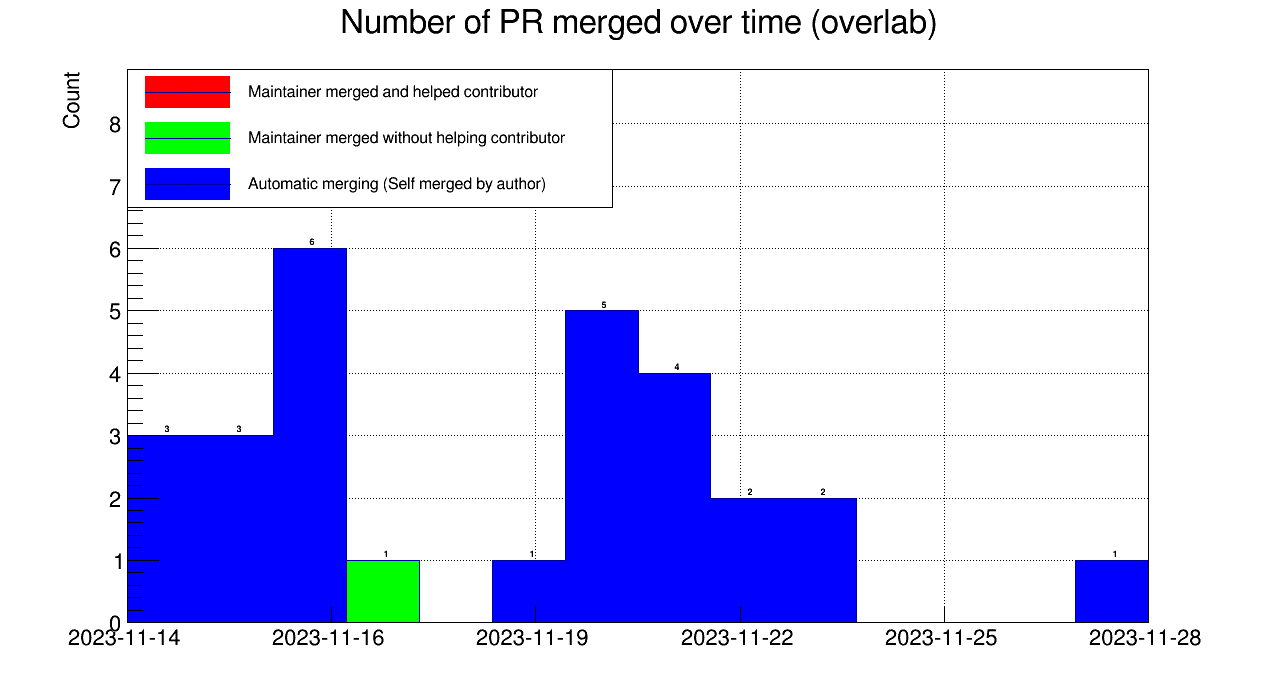 Number of PR merged over time (overlab)
Count
Maintainer merged and helped contributor
Maintainer merged without helping contributor
Automatic merging (Self merged by author)
8
7
6
5
4
3
2
1
0
3 3 6 1 1 5 4 2 2 1
2023-11-14 2023-11-16 2023-11-19 2023-11-22 2023-11-25 2023-11-28